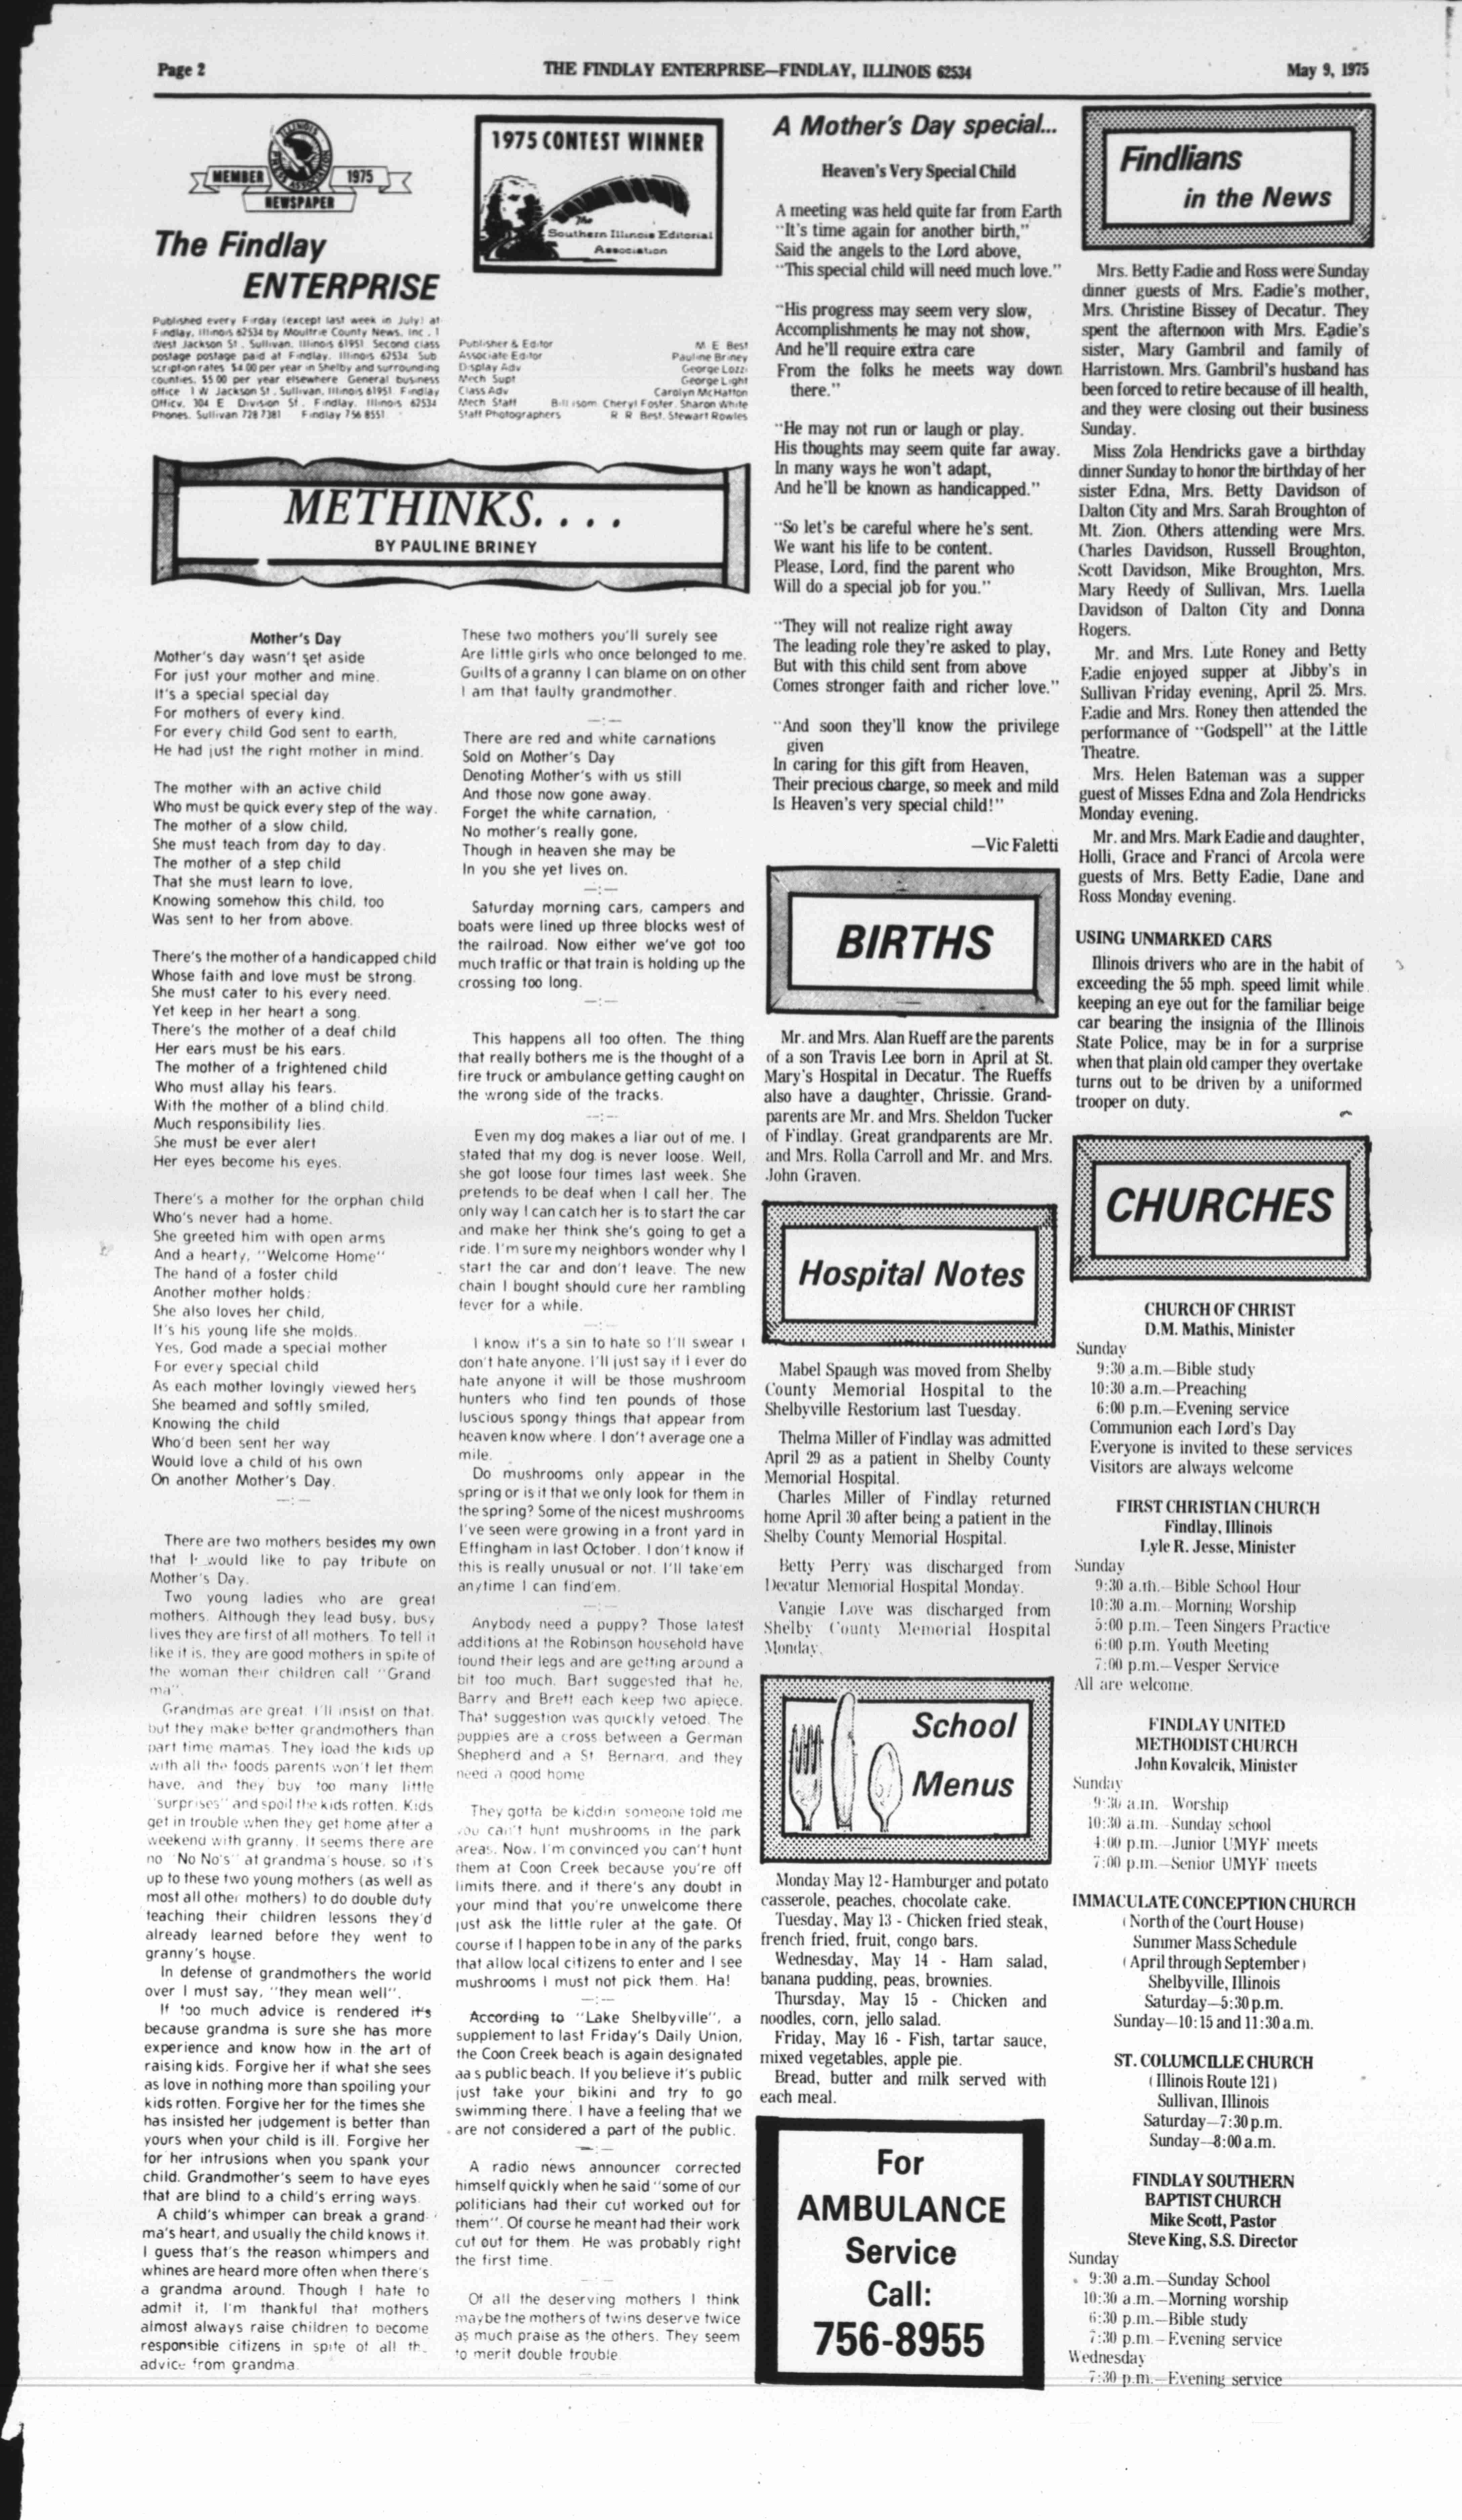 Page 2
THE FINDLAY ENTERPRISE—FINDLAY, ILLINOIS 62534
May 9, 1975
ILLINOIS
PRESS ASSOCIATION
MEMBER
1975
NEWSPAPER
The Findlay
ENTERPRISE
Published every Firday (except last week in July) at
Findlay, Illinois 62534 by Moultrie County News, Inc., 1
West Jackson St., Sullivan, Illinois 61951. Second class
postage postage paid at Findlay, Illinois 62534. Sub
scription rates $4.00 per year in Shelby and surrounding
counties, $5.00 per year elsewhere. General business
office 1 W Jackson St., Sullivan, Illinois 61951. Findlay
Officv, 304 E. Division St., Findlay, Illinois 62534
Phones, Sullivan 728 7381 Findlay 756 8551.
1975 CONTEST WINNER
The
Southern Illinois Editorial
Association
Publisher & Editor M. E. Best
Associate Editor Pauline Briney
Display Adv. George Lozzi
Mech Supt George Light
Class Adv Carolyn McHatton
Mech Staff Bill Isom, Cheryl Foster, Sharon White
Staff Photographers R. R. Best, Stewart Rowles
METHINKS....
BY PAULINE BRINEY
Mother's Day
Mother's day wasn't set aside
For just your mother and mine.
It's a special special day
For mothers of every kind.
For every child God sent to earth,
He had just the right mother in mind.
The mother with an active child
Who must be quick every step of the way.
The mother of a slow child,
She must teach from day to day.
The mother of a step child
That she must learn to love,
Knowing somehow this child, too
Was sent to her from above.
There's the mother of a handicapped child
Whose faith and love must be strong.
She must cater to his every need.
Yet keep in her heart a song.
There's the mother of a deaf child
Her ears must be his ears.
The mother of a frightened child
Who must allay his fears.
With the mother of a blind child.
Much responsibility lies.
She must be ever alert
Her eyes become his eyes.
There's a mother for the orphan child
Who's never had a home.
She greeted him with open arms
And a hearty, "Welcome Home"
The hand of a foster child
Another mother holds;
She also loves her child,
It's his young life she molds.
Yes, God made a special mother
For every special child
As each mother lovingly viewed hers
She beamed and softly smiled,
Knowing the child
Who'd been sent her way
Would love a child of his own
On another Mother's Day.
—:—
There are two mothers besides my own
that I would like to pay tribute on
Mother's Day.
Two young ladies who are great
mothers. Although they lead busy, busy
lives they are first of all mothers. To tell it
like it is, they are good mothers in spite of
the woman their children call "Grand
ma".
Grandmas are great. I'll insist on that,
but they make better grandmothers than
part time mamas. They load the kids up
with all the foods parents won't let them
have, and they buy too many little
"surprises" and spoil the kids rotten. Kids
get in trouble when they get home after a
weekend with granny. It seems there are
no "No No's" at grandma's house, so it's
up to these two young mothers (as well as
most all other mothers) to do double duty
teaching their children lessons they'd
already learned before they went to
granny's house.
In defense of grandmothers the world
over I must say, "they mean well".
If too much advice is rendered it's
because grandma is sure she has more
experience and know how in the art of
raising kids. Forgive her if what she sees
as love in nothing more than spoiling your
kids rotten. Forgive her for the times she
has insisted her judgement is better than
yours when your child is ill. Forgive her
for her intrusions when you spank your
child. Grandmother's seem to have eyes
that are blind to a child's erring ways.
A child's whimper can break a grand-
ma's heart, and usually the child knows it.
I guess that's the reason whimpers and
whines are heard more often when there's
a grandma around. Though I hate to
admit it, I'm thankful that mothers
almost always raise children to become
responsible citizens in spite of all th
advice from grandma.
These two mothers you'll surely see
Are little girls who once belonged to me.
Guilts of a granny I can blame on on other
I am that faulty grandmother.
—:—
There are red and white carnations
Sold on Mother's Day
Denoting Mother's with us still
And those now gone away.
Forget the white carnation,
No mother's really gone,
Though in heaven she may be
In you she yet lives on.
—:—
Saturday morning cars, campers and
boats were lined up three blocks west of
the railroad. Now either we've got too
much traffic or that train is holding up the
crossing too long.
—:—
This happens all too often. The thing
that really bothers me is the thought of a
fire truck or ambulance getting caught on
the wrong side of the tracks.
—:—
Even my dog makes a liar out of me. I
stated that my dog is never loose. Well,
she got loose four times last week. She
pretends to be deaf when I call her. The
only way I can catch her is to start the car
and make her think she's going to get a
ride. I'm sure my neighbors wonder why I
start the car and don't leave. The new
chain I bought should cure her rambling
fever for a while.
—:—
I know it's a sin to hate so I'll swear I
don't hate anyone. I'll just say if I ever do
hate anyone it will be those mushroom
hunters who find ten pounds of those
luscious spongy things that appear from
heaven know where. I don't average one a
mile.
Do mushrooms only appear in the
spring or is it that we only look for them in
the spring? Some of the nicest mushrooms
I've seen were growing in a front yard in
Effingham in last October. I don't know if
this is really unusual or not. I'll take'em
anytime I can find'em.
—:—
Anybody need a puppy? Those latest
additions at the Robinson household have
found their legs and are getting around a
bit too much. Bart suggested that he,
Barry and Brett each keep two apiece.
That suggestion was quickly vetoed. The
puppies are a cross between a German
Shepherd and a St. Bernard, and they
need a good home
They gotta be kiddin someone told me
you can't hunt mushrooms in the park
areas. Now, I'm convinced you can't hunt
them at Coon Creek because you're off
limits there, and if there's any doubt in
your mind that you're unwelcome there
just ask the little ruler at the gate. Of
course if I happen to be in any of the parks
that allow local citizens to enter and I see
mushrooms I must not pick them. Ha!
—:—
According to "Lake Shelbyville", a
supplement to last Friday's Daily Union,
the Coon Creek beach is again designated
aa s public beach. If you believe it's public
just take your bikini and try to go
swimming there. I have a feeling that we
are not considered a part of the public.
—:—
A radio news announcer corrected
himself quickly when he said "some of our
politicians had their cut worked out for
them". Of course he meant had their work
cut out for them. He was probably right
the first time.
Of all the deserving mothers I think
maybe the mothers of twins deserve twice
as much praise as the others. They seem
to merit double trouble.
A Mother's Day special...
Heaven's Very Special Child
A meeting was held quite far from Earth
"It's time again for another birth,"
Said the angels to the Lord above,
"This special child will need much love."
"His progress may seem very slow,
Accomplishments he may not show,
And he'll require extra care
From the folks he meets way down
there."
"He may not run or laugh or play.
His thoughts may seem quite far away.
In many ways he won't adapt,
And he'll be known as handicapped."
"So let's be careful where he's sent.
We want his life to be content.
Please, Lord, find the parent who
Will do a special job for you."
"They will not realize right away
The leading role they're asked to play,
But with this child sent from above
Comes stronger faith and richer love."
"And soon they'll know the privilege
given
In caring for this gift from Heaven,
Their precious charge, so meek and mild
Is Heaven's very special child!"
—Vic Faletti
BIRTHS
Mr. and Mrs. Alan Rueff are the parents
of a son Travis Lee born in April at St.
Mary's Hospital in Decatur. The Rueffs
also have a daughter, Chrissie. Grand-
parents are Mr. and Mrs. Sheldon Tucker
of Findlay. Great grandparents are Mr.
and Mrs. Rolla Carroll and Mr. and Mrs.
John Graven.
Hospital Notes
Mabel Spaugh was moved from Shelby
County Memorial Hospital to the
Shelbyville Restorium last Tuesday.
Thelma Miller of Findlay was admitted
April 29 as a patient in Shelby County
Memorial Hospital.
Charles Miller of Findlay returned
home April 30 after being a patient in the
Shelby County Memorial Hospital.
Betty Perry was discharged from
Decatur Memorial Hospital Monday.
Vangie Love was discharged from
Shelby County Memorial Hospital
Monday.
School
Menus
Monday May 12 - Hamburger and potato
casserole, peaches, chocolate cake.
Tuesday, May 13 - Chicken fried steak,
french fried, fruit, congo bars.
Wednesday, May 14 - Ham salad,
banana pudding, peas, brownies.
Thursday, May 15 - Chicken and
noodles, corn, jello salad.
Friday, May 16 - Fish, tartar sauce,
mixed vegetables, apple pie.
Bread, butter and milk served with
each meal.
For
AMBULANCE
Service
Call:
756-8955
Findlians
in the News
Mrs. Betty Eadie and Ross were Sunday
dinner guests of Mrs. Eadie's mother,
Mrs. Christine Bissey of Decatur. They
spent the afternoon with Mrs. Eadie's
sister, Mary Gambril and family of
Harristown. Mrs. Gambril's husband has
been forced to retire because of ill health,
and they were closing out their business
Sunday.
Miss Zola Hendricks gave a birthday
dinner Sunday to honor the birthday of her
sister Edna, Mrs. Betty Davidson of
Dalton City and Mrs. Sarah Broughton of
Mt. Zion. Others attending were Mrs.
Charles Davidson, Russell Broughton,
Scott Davidson, Mike Broughton, Mrs.
Mary Reedy of Sullivan, Mrs. Luella
Davidson of Dalton City and Donna
Rogers.
Mr. and Mrs. Lute Roney and Betty
Eadie enjoyed supper at Jibby's in
Sullivan Friday evening, April 25. Mrs.
Eadie and Mrs. Roney then attended the
performance of "Godspell" at the Little
Theatre.
Mrs. Helen Bateman was a supper
guest of Misses Edna and Zola Hendricks
Monday evening.
Mr. and Mrs. Mark Eadie and daughter,
Holli, Grace and Franci of Arcola were
guests of Mrs. Betty Eadie, Dane and
Ross Monday evening.
USING UNMARKED CARS
Illinois drivers who are in the habit of
exceeding the 55 mph. speed limit while
keeping an eye out for the familiar beige
car bearing the insignia of the Illinois
State Police, may be in for a surprise
when that plain old camper they overtake
turns out to be driven by a uniformed
trooper on duty.
CHURCHES
CHURCH OF CHRIST
D.M. Mathis, Minister
Sunday
9:30 a.m.—Bible study
10:30 a.m.—Preaching
6:00 p.m.—Evening service
Communion each Lord's Day
Everyone is invited to these services
Visitors are always welcome
FIRST CHRISTIAN CHURCH
Findlay, Illinois
Lyle R. Jesse, Minister
Sunday
9:30 a.m.—Bible School Hour
10:30 a.m.—Morning Worship
5:00 p.m.—Teen Singers Practice
6:00 p.m. Youth Meeting
7:00 p.m.—Vesper Service
All are welcome.
FINDLAY UNITED
METHODIST CHURCH
John Kovalcik, Minister
Sunday
9:30 a.m. Worship
10:30 a.m.—Sunday school
4:00 p.m.—Junior UMYF meets
7:00 p.m.—Senior UMYF meets
IMMACULATE CONCEPTION CHURCH
(North of the Court House)
Summer Mass Schedule
(April through September)
Shelbyville, Illinois
Saturday—5:30 p.m.
Sunday—10:15 and 11:30 a.m.
ST. COLUMCILLE CHURCH
(Illinois Route 121)
Sullivan, Illinois
Saturday—7:30 p.m.
Sunday—8:00 a.m.
FINDLAY SOUTHERN
BAPTIST CHURCH
Mike Scott, Pastor
Steve King, S.S. Director
Sunday
9:30 a.m.—Sunday School
10:30 a.m.—Morning worship
6:30 p.m.—Bible study
7:30 p.m.—Evening service
Wednesday
7:30 p.m.—Evening service